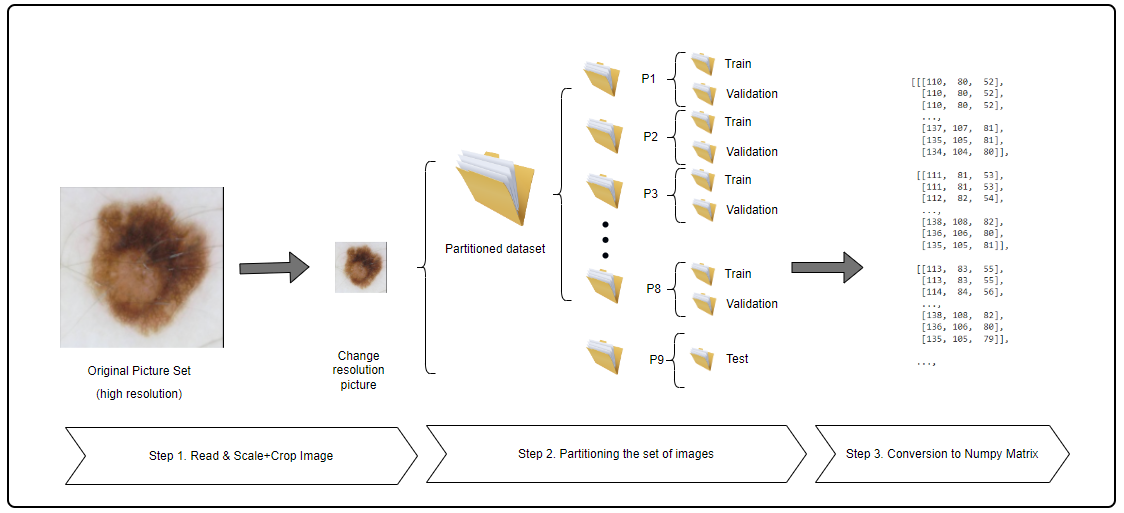 Original Picture Set
(high resolution)
Change
resolution
picture
Partitioned dataset
P1
Train
Validation
P2
Train
Validation
P3
Train
Validation
P8
Train
Validation
P9
Test
[[[110, 80, 52],
[110, 80, 52],
[110, 80, 52],
...,
[137, 107, 81],
[135, 105, 81],
[134, 104, 80]],
[[111, 81, 53],
[111, 81, 53],
[112, 82, 54],
...,
[138, 108, 82],
[136, 106, 80],
[135, 105, 81]],
[[113, 83, 55],
[113, 83, 55],
[114, 84, 56],
...,
[138, 108, 82],
[136, 106, 80],
[135, 105, 79]],
...,
Step 1. Read & Scale+Crop Image
Step 2. Partitioning the set of images
Step 3. Conversion to Numpy Matrix